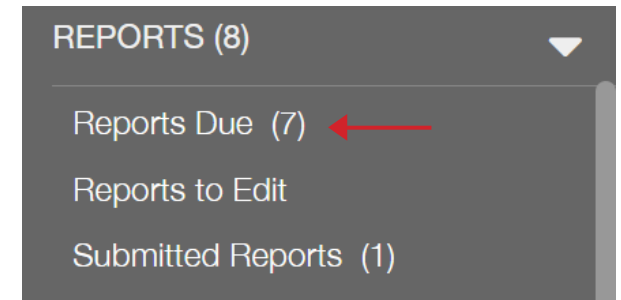 REPORTS (8)
Reports Due (7)
Reports to Edit
Submitted Reports (1)